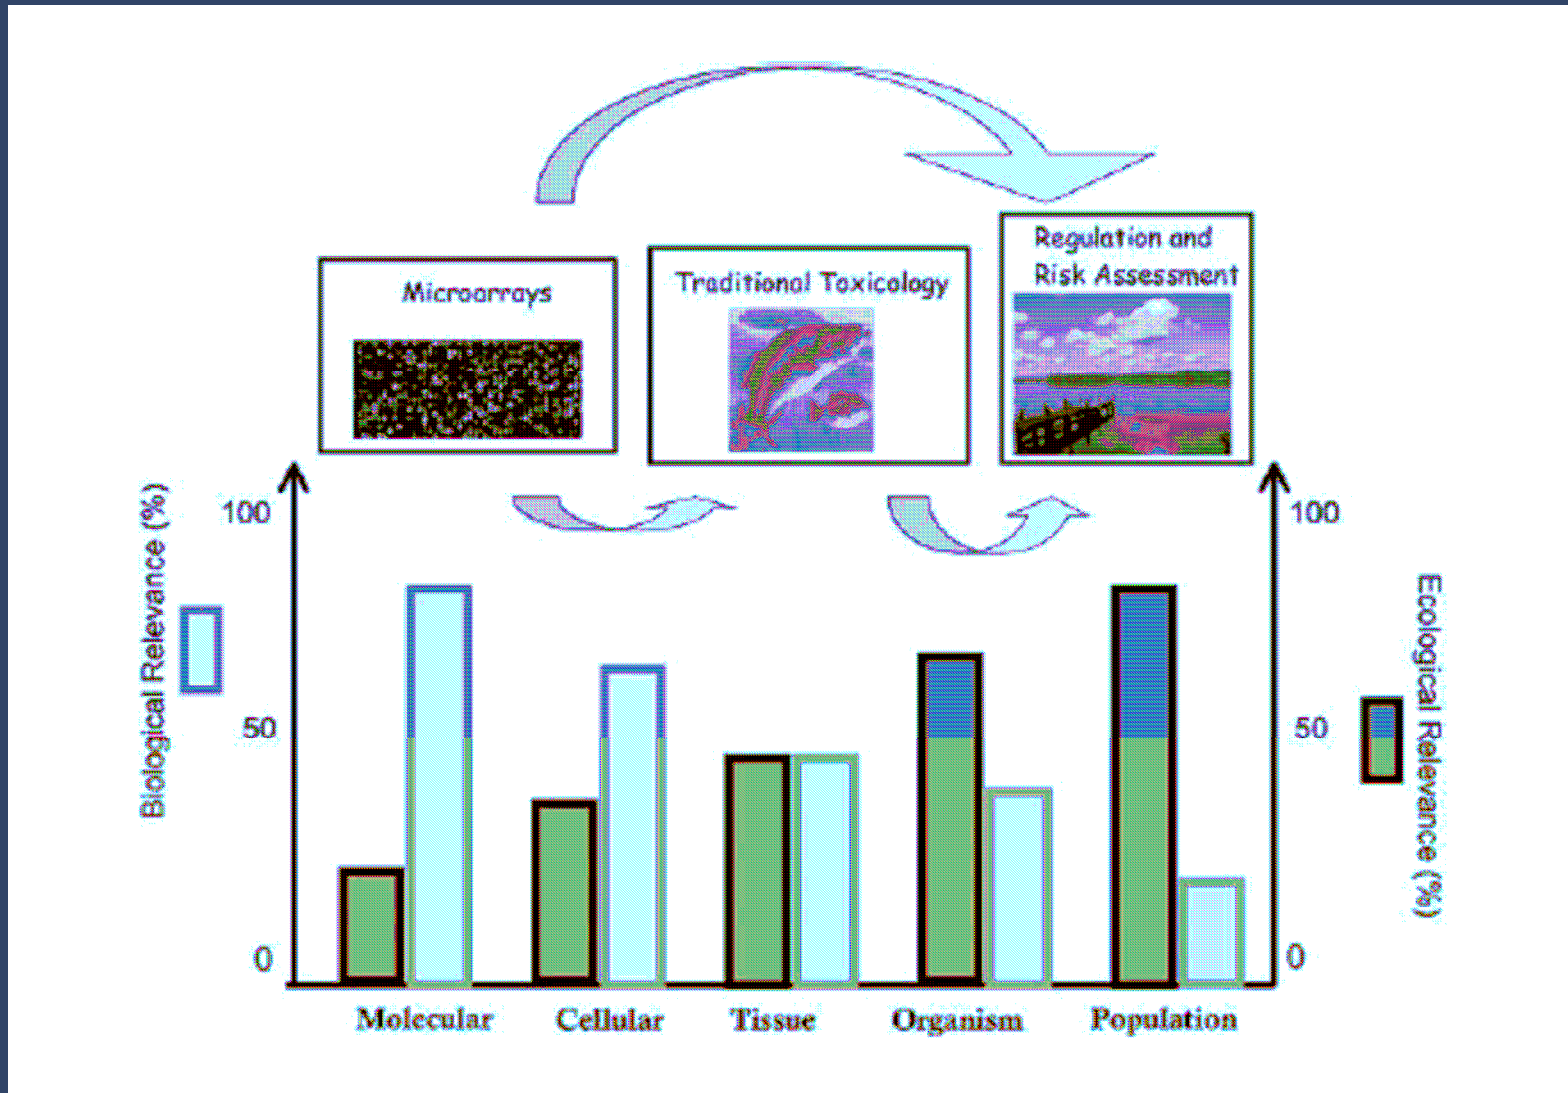 Microarrays
Traditional Toxicology
Regulation and
Risk Assessment
Biological Relevance (%)
100
50
0
100
50
0
Ecological Relevance (%)
Molecular
Cellular
Tissue
Organism
Population